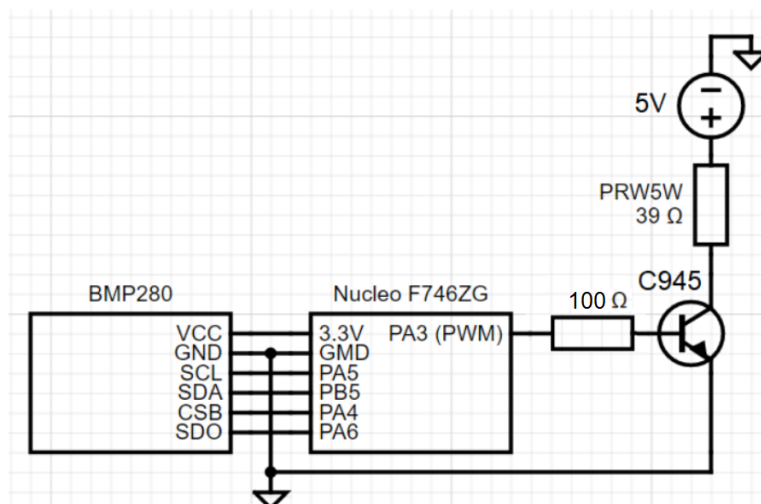 5V
PRW5W
39 Ω
C945
100 Ω
BMP280
Nucleo F746ZG
VCC
GND
SCL
SDA
CSB
SDO
3.3V
GMD
PA5
PB5
PA4
PA6
PA3 (PWM)